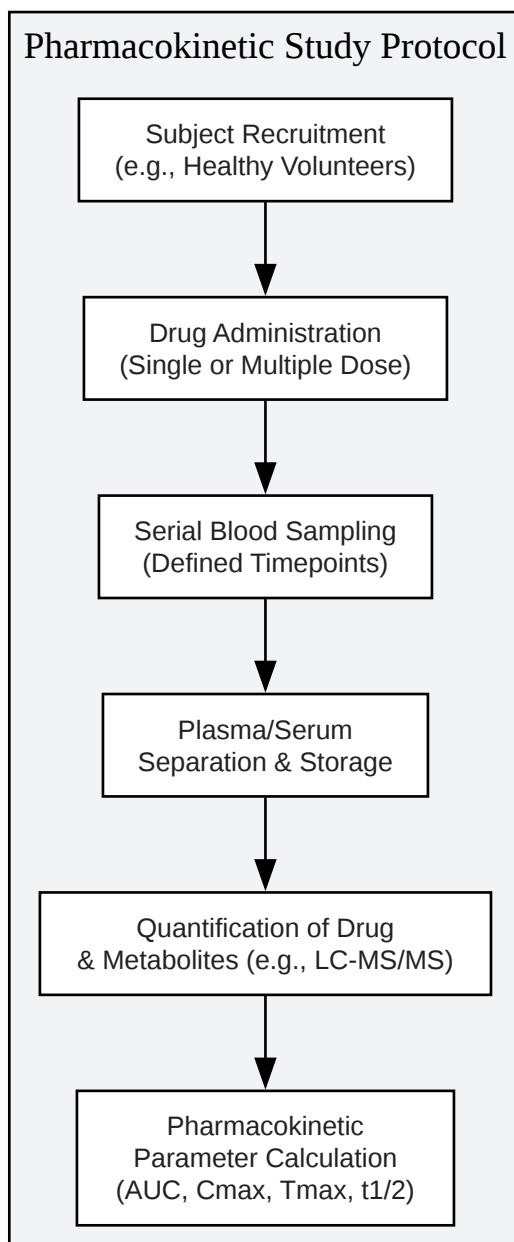 Pharmacokinetic Study Protocol
Subject Recruitment
(e.g., Healthy Volunteers)
Drug Administration
(Single or Multiple Dose)
Serial Blood Sampling
(Defined Timepoints)
Plasma/Serum
Separation & Storage
Quantification of Drug
& Metabolites (e.g., LC-MS/MS)
Pharmacokinetic
Parameter Calculation
(AUC, Cmax, Tmax, t1/2)